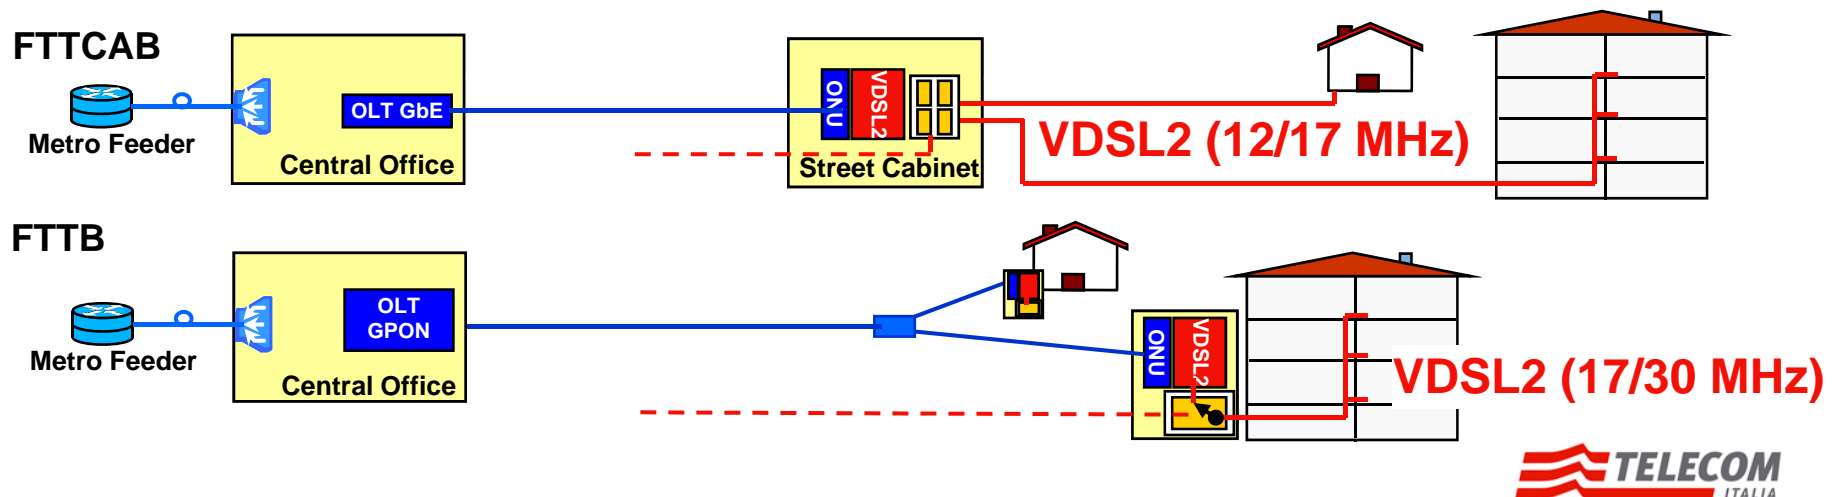 FTTCAB
Metro Feeder
OLT GbE
Central Office
ONU
VDSL2
Street Cabinet
VDSL2 (12/17 MHz)
FTTB
Metro Feeder
OLT
GPON
Central Office
ONU
VDSL2
VDSL2 (17/30 MHz)
TELECOM
ITALIA